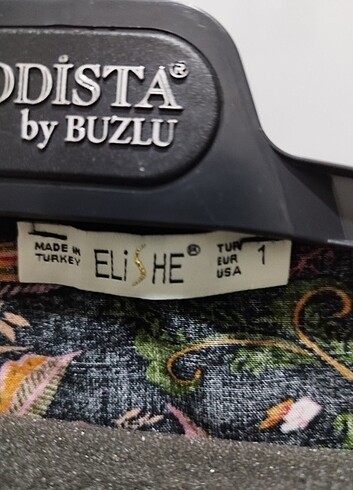 ODİSTA®
by BUZLU
MADE IN
TURKEY
ELiSHE®
TUR
EUR
USA
1